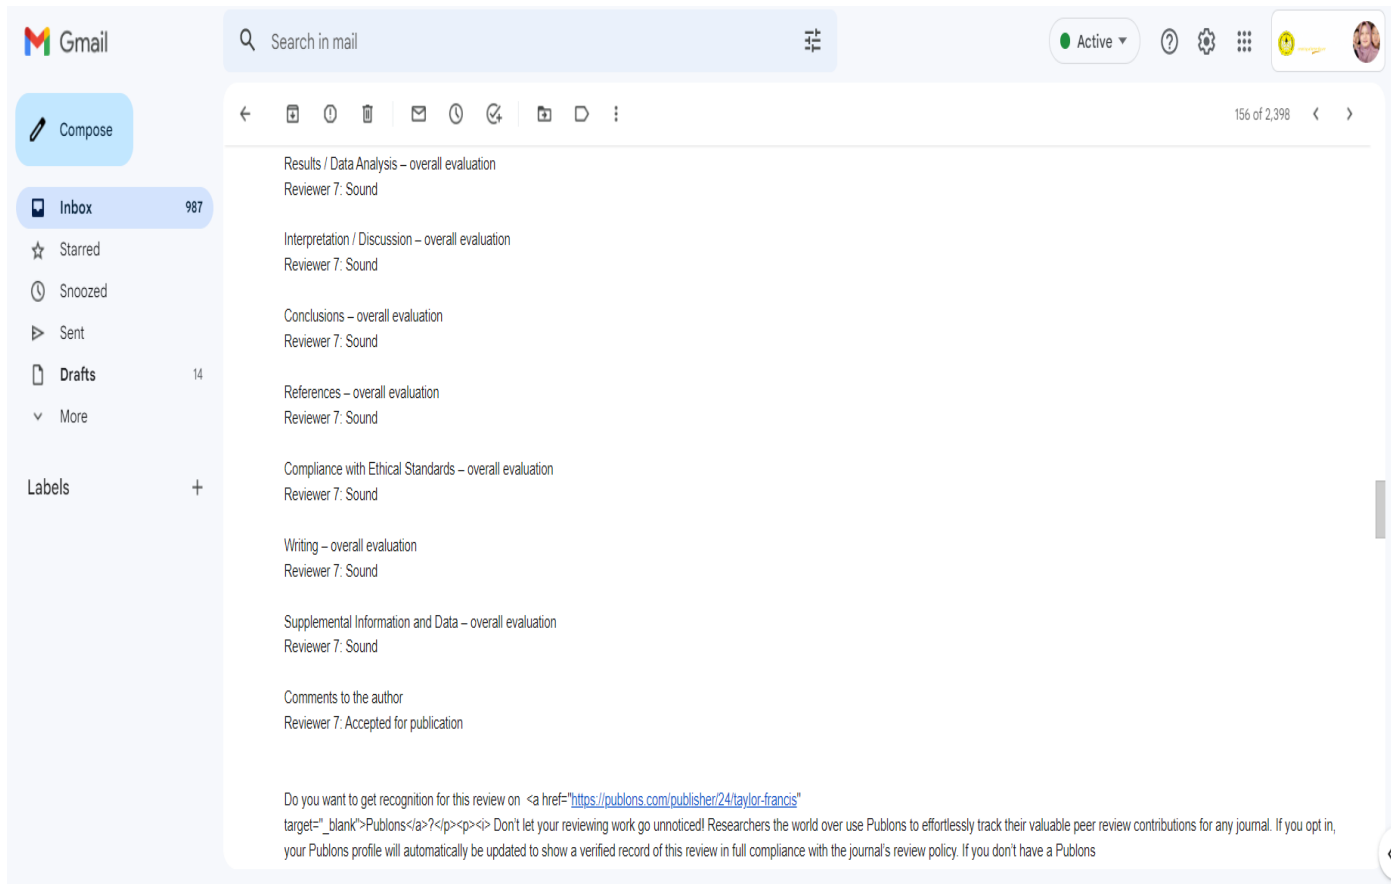 Gmail
Search in mail
Active
Compose
156 of 2,398
Inbox 987
Starred
Snoozed
Sent
Drafts 14
More
Labels
Results / Data Analysis – overall evaluation
Reviewer 7: Sound
Interpretation / Discussion – overall evaluation
Reviewer 7: Sound
Conclusions – overall evaluation
Reviewer 7: Sound
References – overall evaluation
Reviewer 7: Sound
Compliance with Ethical Standards – overall evaluation
Reviewer 7: Sound
Writing – overall evaluation
Reviewer 7: Sound
Supplemental Information and Data – overall evaluation
Reviewer 7: Sound
Comments to the author
Reviewer 7: Accepted for publication
Do you want to get recognition for this review on <a href="https://publons.com/publisher/24/taylor-francis"
target="_blank">Publons</a>?</p><p><i> Don't let your reviewing work go unnoticed! Researchers the world over use Publons to effortlessly track their valuable peer review contributions for any journal. If you opt in,
your Publons profile will automatically be updated to show a verified record of this review in full compliance with the journal's review policy. If you don't have a Publons